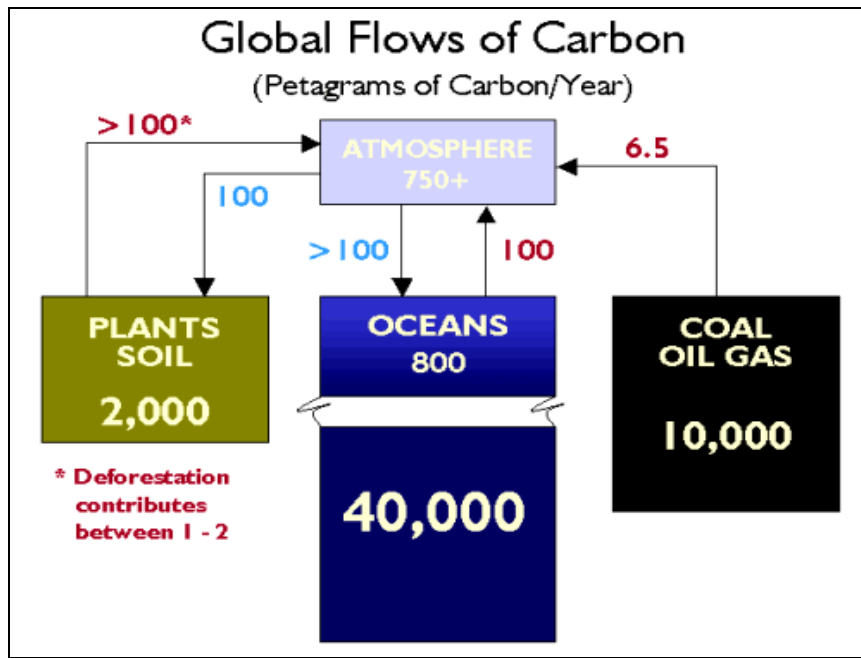 Global Flows of Carbon
(Petagrams of Carbon/Year)
>100*
ATMOSPHERE
750+
6.5
100
>100
100
PLANTS
SOIL
2,000
OCEANS
800
COAL
OIL GAS
10,000
40,000
* Deforestation
contributes
between 1 - 2